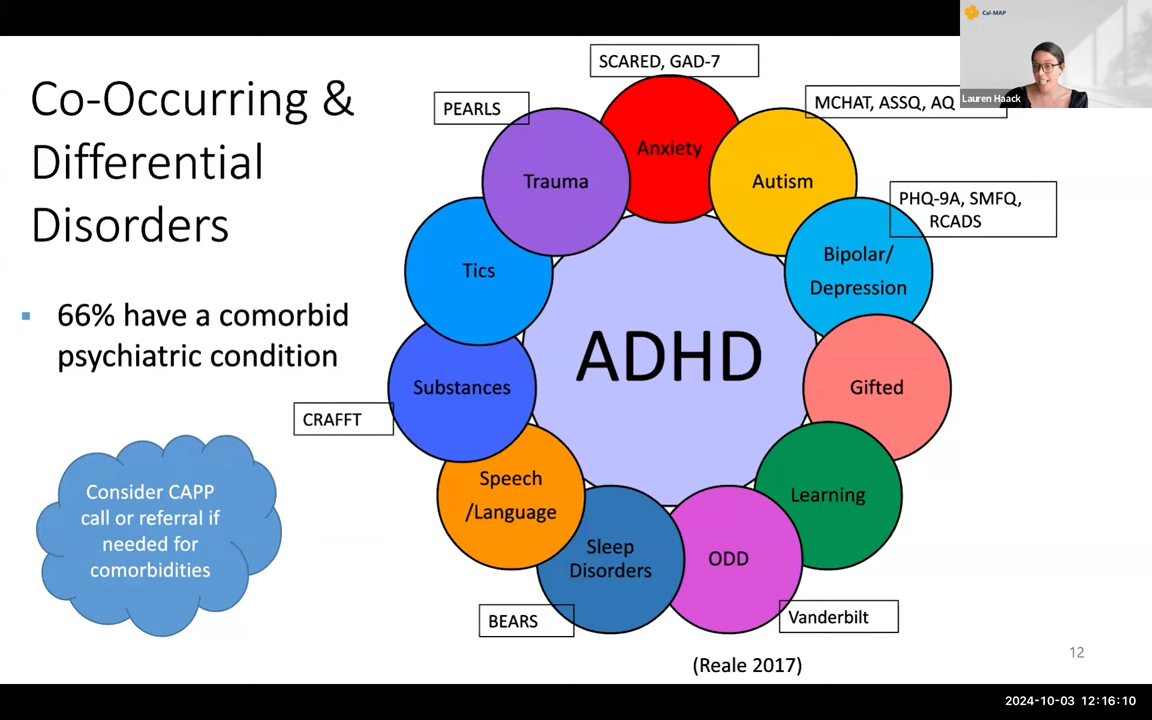 Co-Occurring &
Differential
Disorders
▪ 66% have a comorbid
psychiatric condition
Consider CAPP
call or referral if
needed for
comorbidities
SCARED, GAD-7
PEARLS
MCHAT, ASSQ, AQ
PHQ-9A, SMFQ,
RCADS
Anxiety
Trauma
Autism
Tics
Bipolar/
Depression
ADHD
Substances
Gifted
CRAFFT
Speech
/Language
Learning
Sleep
Disorders
ODD
BEARS
Vanderbilt
(Reale 2017)
12
Cal-MAP
Lauren Haack
2024-10-03 12:16:10